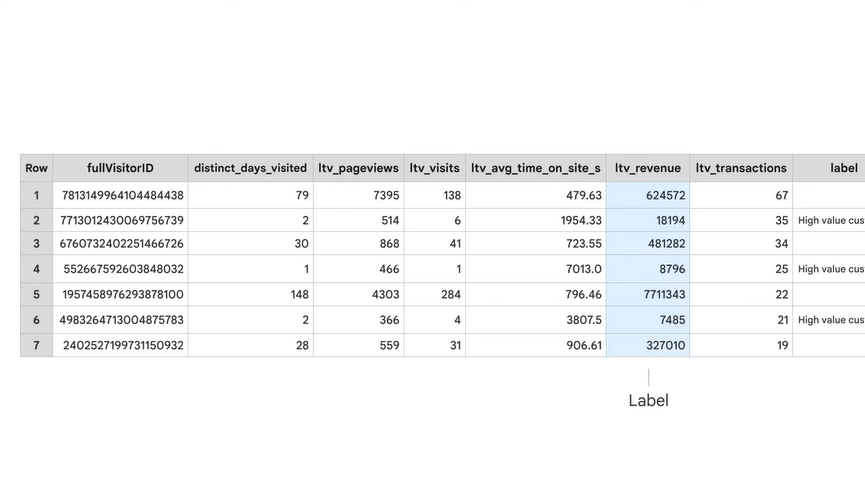 Row fullVisitorID distinct_days_visited ltv_pageviews ltv_visits ltv_avg_time_on_site_s ltv_revenue ltv_transactions label
1 7813149964104484438 79 7395 138 479.63 624572 67
2 7713012430069756739 2 514 6 1954.33 18194 35 High value cus
3 6760732402251466726 30 868 41 723.55 481282 34
4 552667592603848032 1 466 1 7013.0 8796 25 High value cus
5 1957458976293878100 148 4303 284 796.46 7711343 22
6 4983264713004875783 2 366 4 3807.5 7485 21 High value cus
7 2402527199731150932 28 559 31 906.61 327010 19
Label